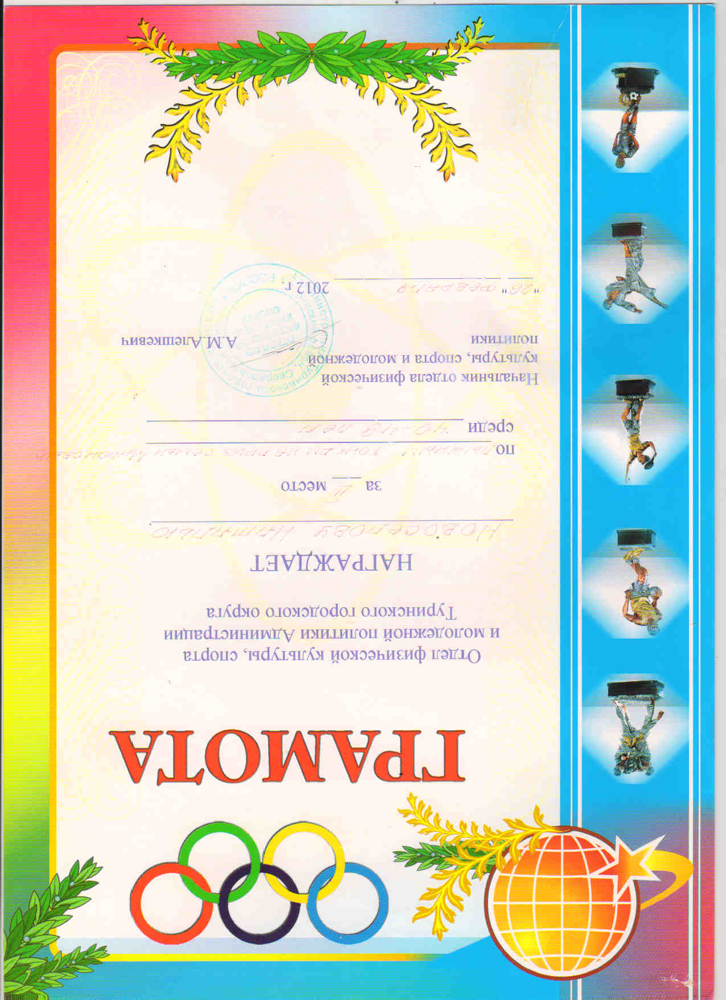 ГРАМОТА
Отдел физической культуры, спорта
и молодежной политики Администрации
Туринского городского округа
НАГРАЖДАЕТ
Новоселову Наталью
за II место
по лыжным гонкам на приз семьи
среди 40-49 лет
Начальник отдела физической
культуры, спорта и молодежной
политики А.М.Алешкевич
"26" февраля 2012 г.